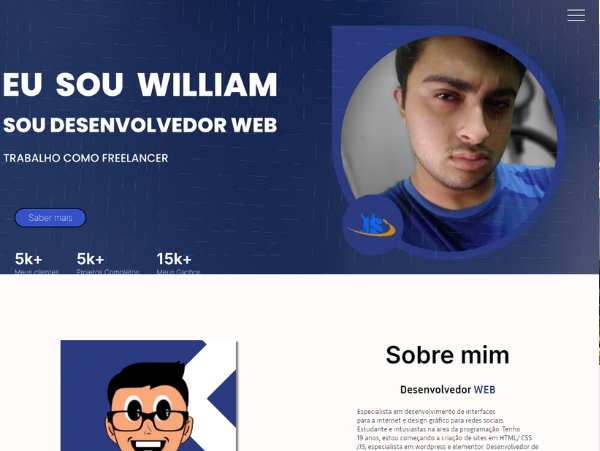 EU SOU WILLIAM
SOU DESENVOLVEDOR WEB
TRABALHO COMO FREELANCER
Saber mais
5k+ 5k+ 15k+
Meus clientes Projetos Completos Meus Ganhos
JS
Sobre mim
Desenvolvedor WEB
Especialista em desenvolvimento de interfaces
para a internet e design gráfico para redes sociais.
Estudante e intusiastas na area da programação. Tenho
19 anos, estou começando a criação de sites em HTML/ CSS
/JS, especialista em wordpress e elementor. Desenvolvedor de